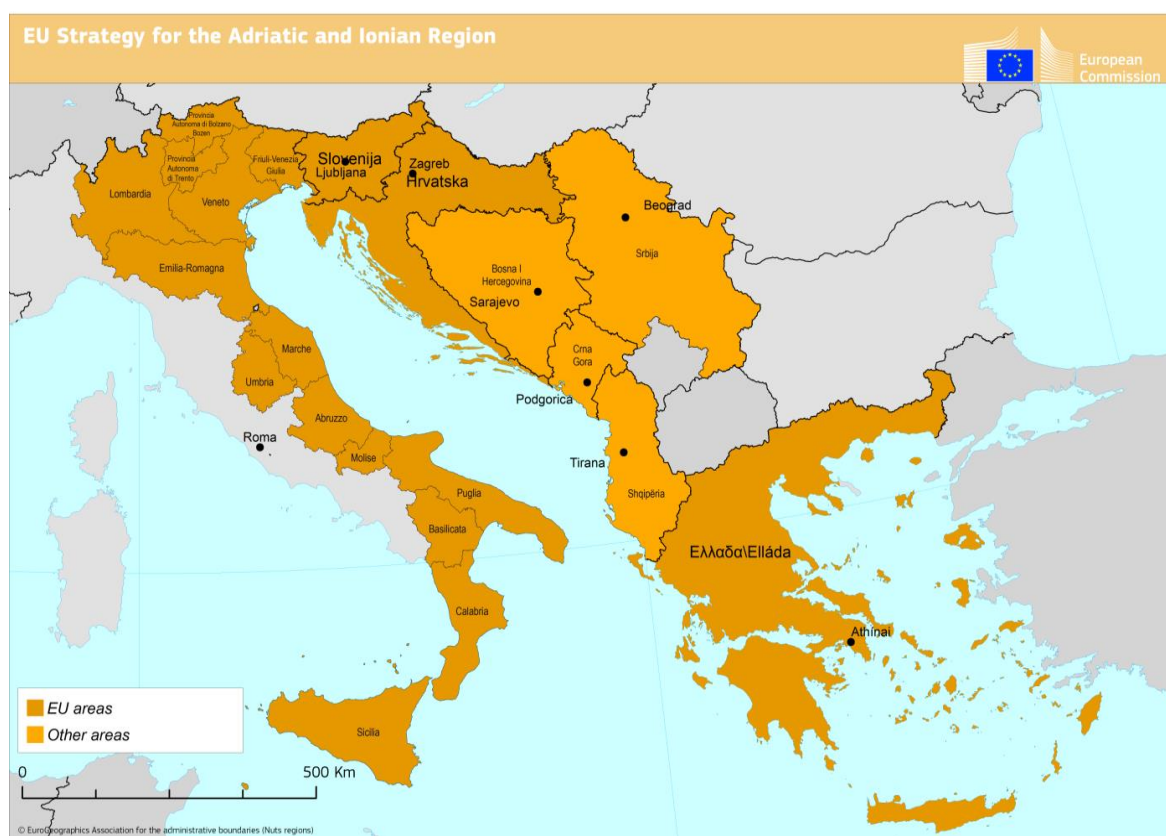 EU Strategy for the Adriatic and Ionian Region
European
Commission
Provincia
Autonoma di Bolzano
Bozen
Provincia
Autonoma
di Trento
Friuli-Venezia
Giulia
Slovenija
Ljubljana
Zagreb
Hrvatska
Lombardia
Veneto
Beograd
Srbija
Emilia-Romagna
Bosna I
Hercegovina
Sarajevo
Marche
Crna
Gora
Umbria
Podgorica
Abruzzo
Roma
Molise
Tirana
Puglia
Shqipëria
Basilicata
Ελλαδα\Elláda
Calabria
Athínai
Sicilia
EU areas
Other areas
0 500 Km
© EuroGeographics Association for the administrative boundaries (Nuts regions)